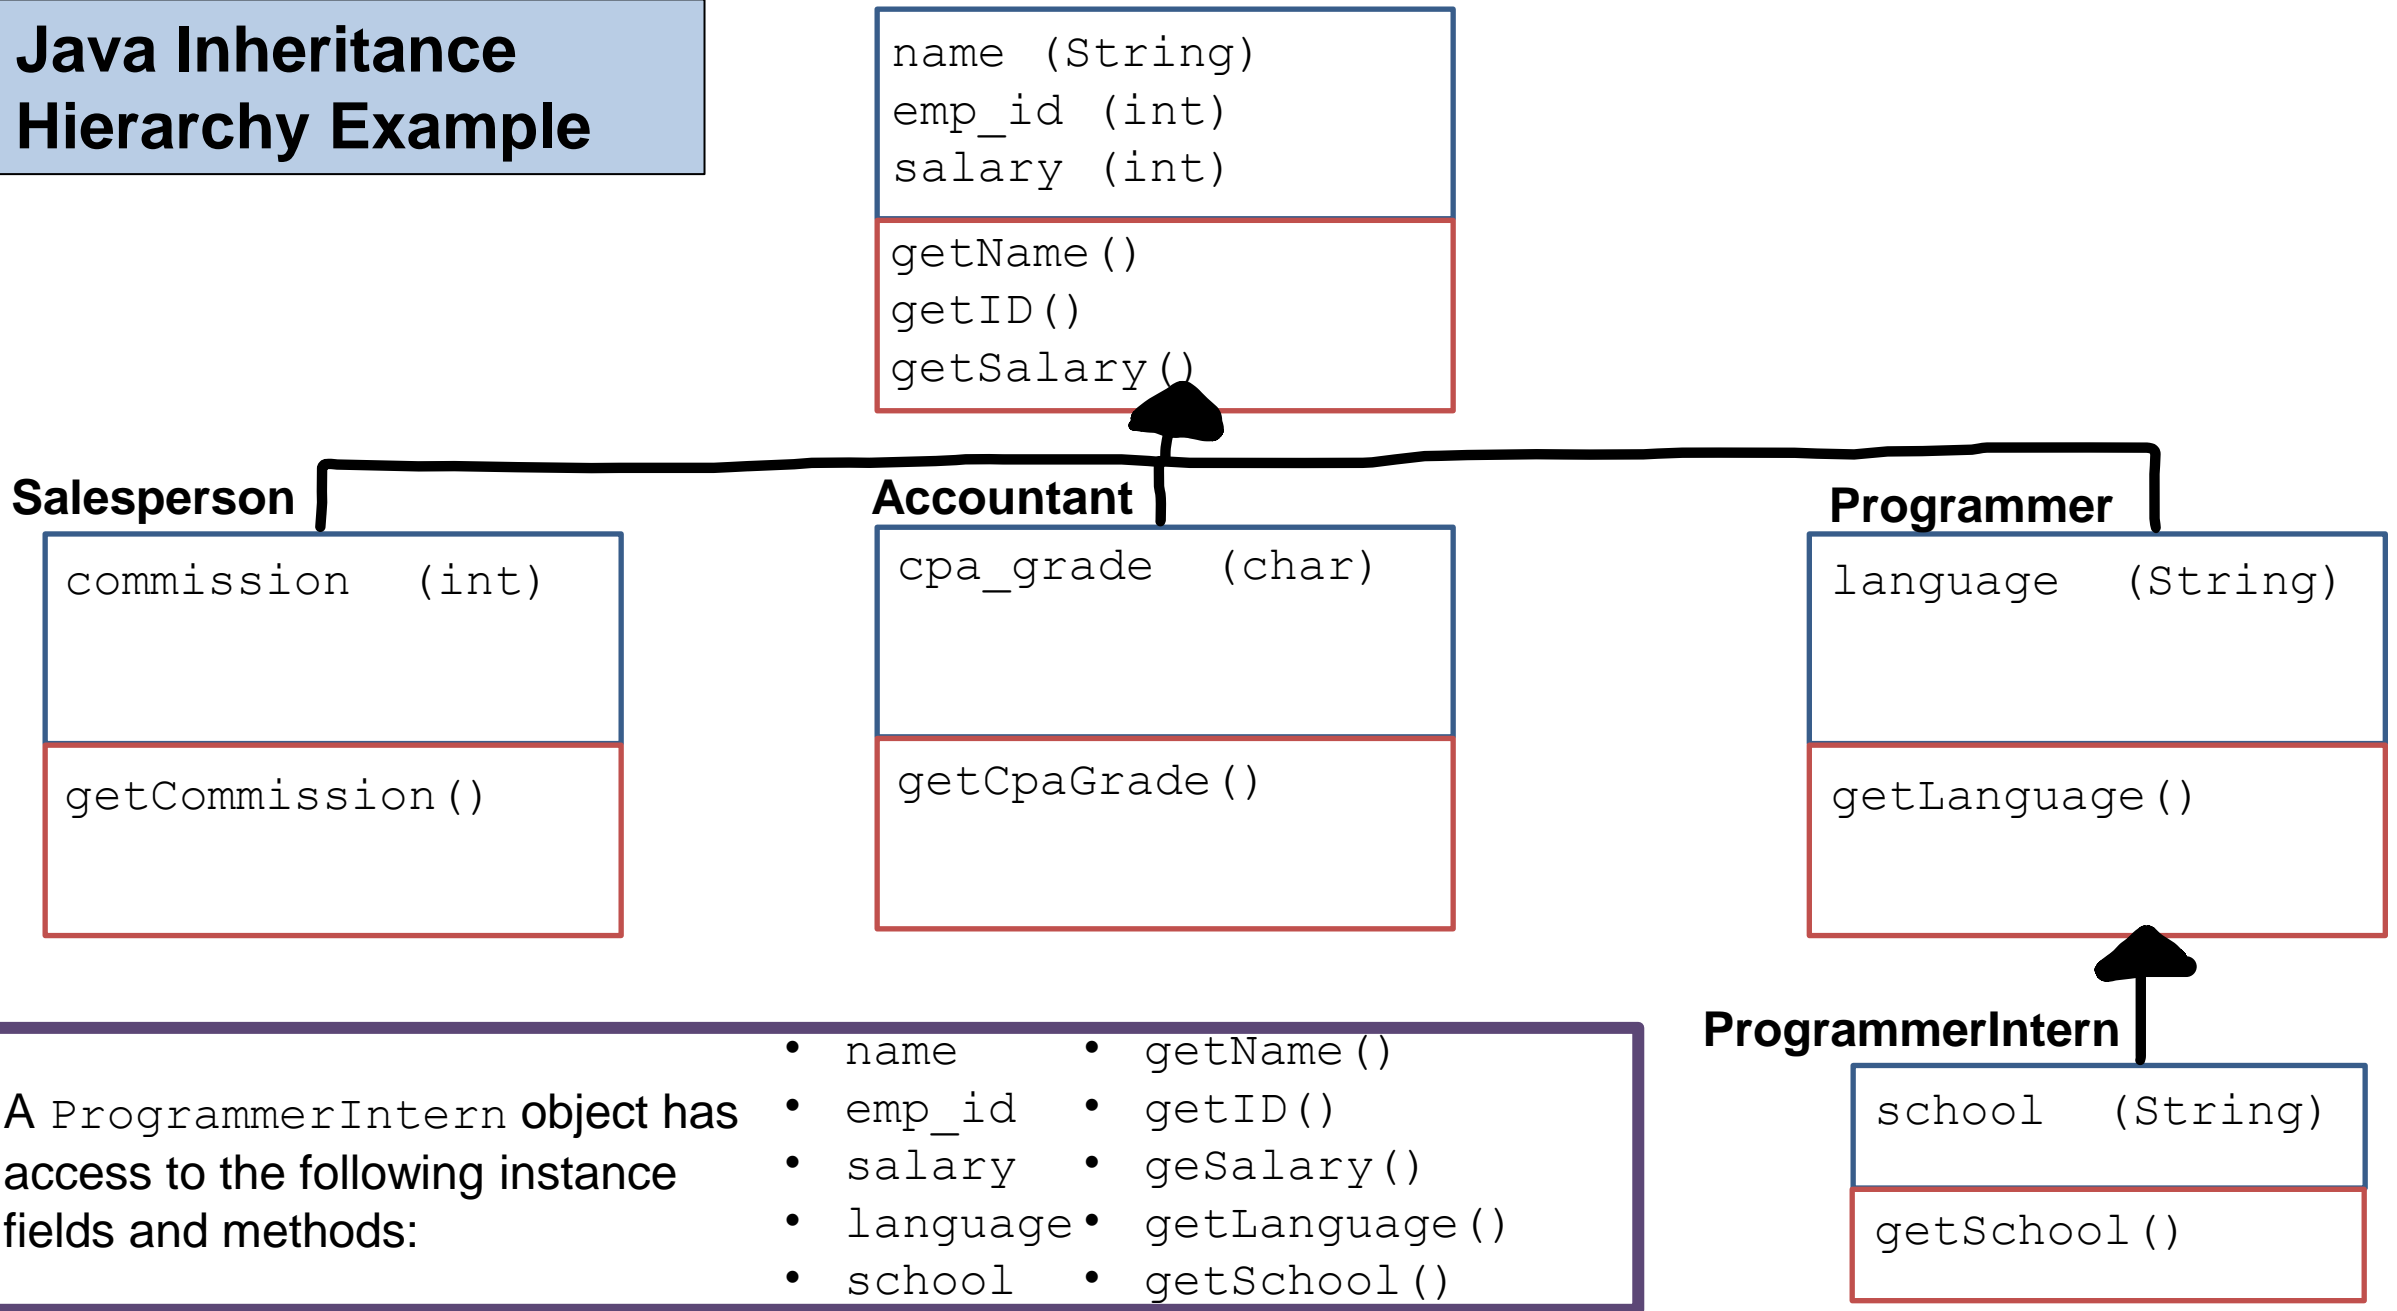 Java Inheritance
Hierarchy Example
name (String)
emp_id (int)
salary (int)
getName()
getID()
getSalary()
Salesperson
commission (int)
getCommission()
Accountant
cpa_grade (char)
getCpaGrade()
Programmer
language (String)
getLanguage()
ProgrammerIntern
school (String)
getSchool()
A ProgrammerIntern object has
access to the following instance
fields and methods:
• name
• emp_id
• salary
• language
• school
• getName()
• getID()
• geSalary()
• getLanguage()
• getSchool()